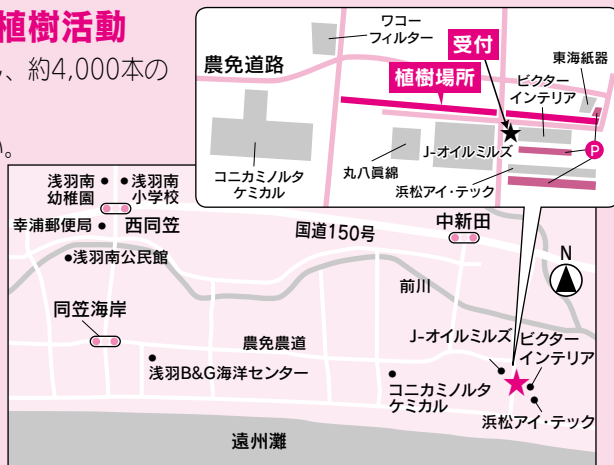 植樹活動
、約4,000本の
い。
ワコー
フィルター
農免道路
受付
植樹場所
東海紙器
ビクター
インテリア
P
J-オイルミルズ
コニカミノルタ
ケミカル
丸八眞綿
浜松アイ・テック
浅羽南
幼稚園
浅羽南
小学校
幸浦郵便局
西同笠
浅羽南公民館
国道150号
中新田
N
前川
同笠海岸
農免農道
浅羽B&G海洋センター
J-オイルミルズ
ビクター
インテリア
コニカミノルタ
ケミカル
浜松アイ・テック
遠州灘